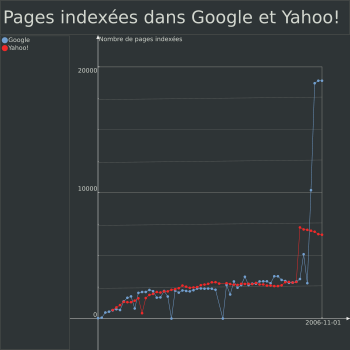 Pages indexées dans Google et Yahoo!
Google
Yahoo!
Nombre de pages indexées
20000
10000
0
2006-11-01